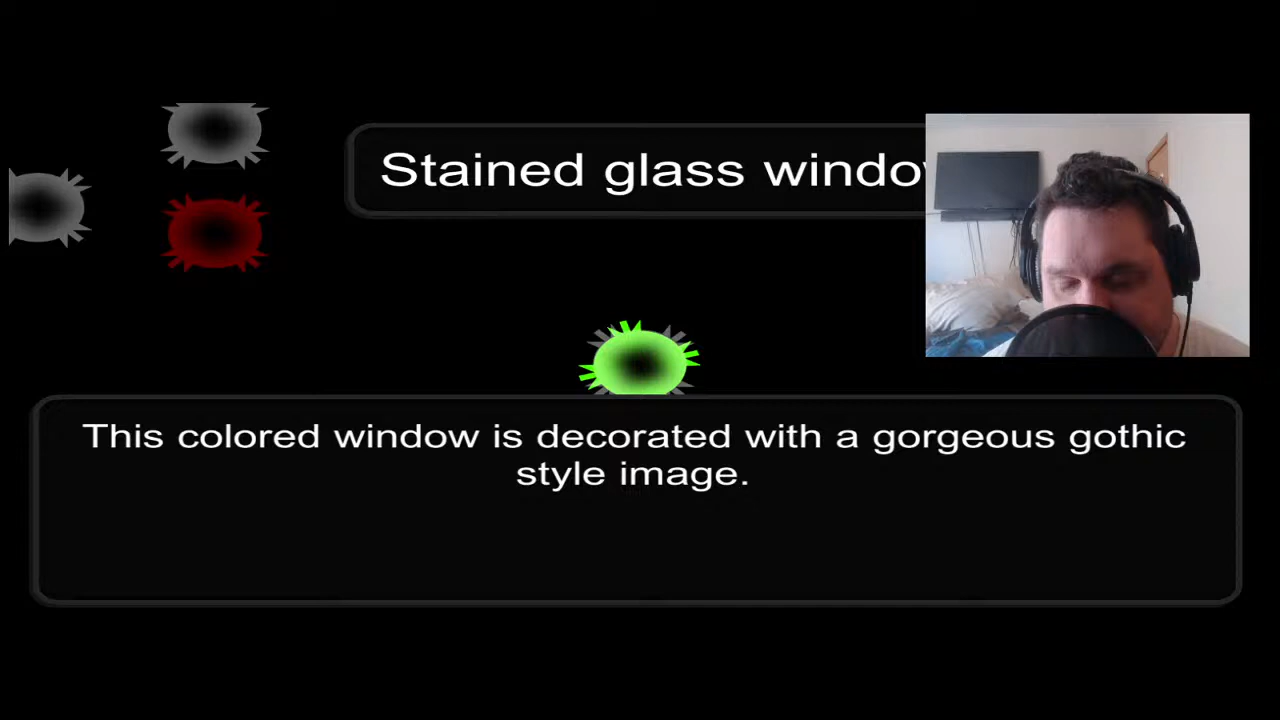 Stained glass windo
This colored window is decorated with a gorgeous gothic
style image.